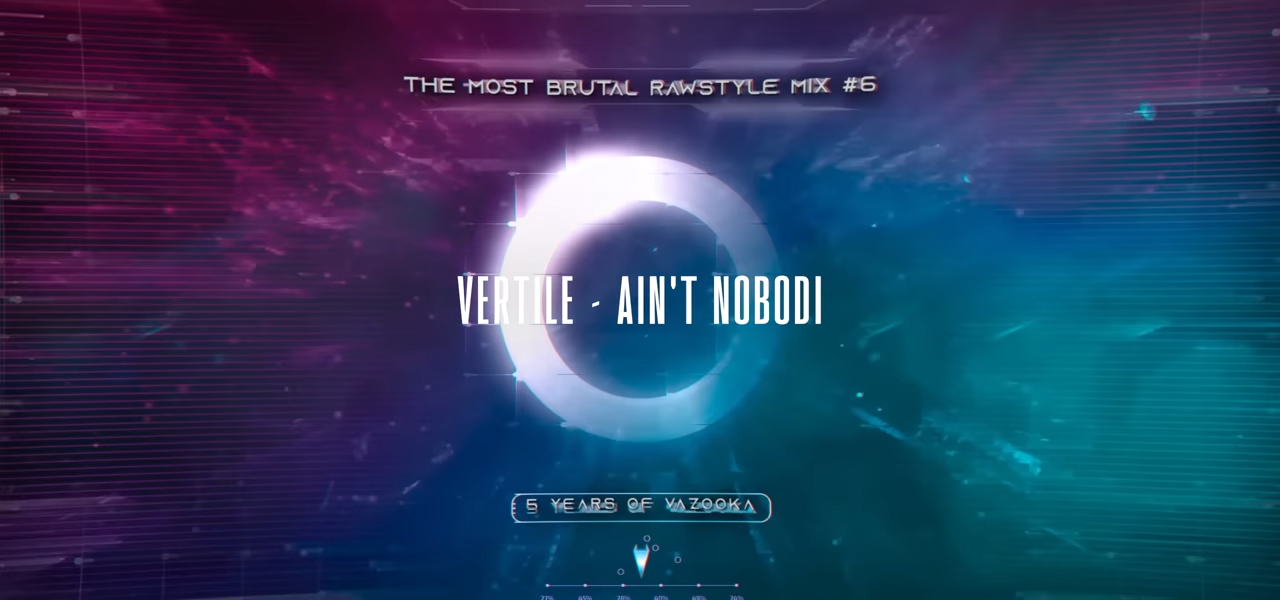 THE MOST BRUTAL RAWSTYLE MIX #6
VERTILE - AIN'T NOBODI
5 YEARS OF VAZOOKA